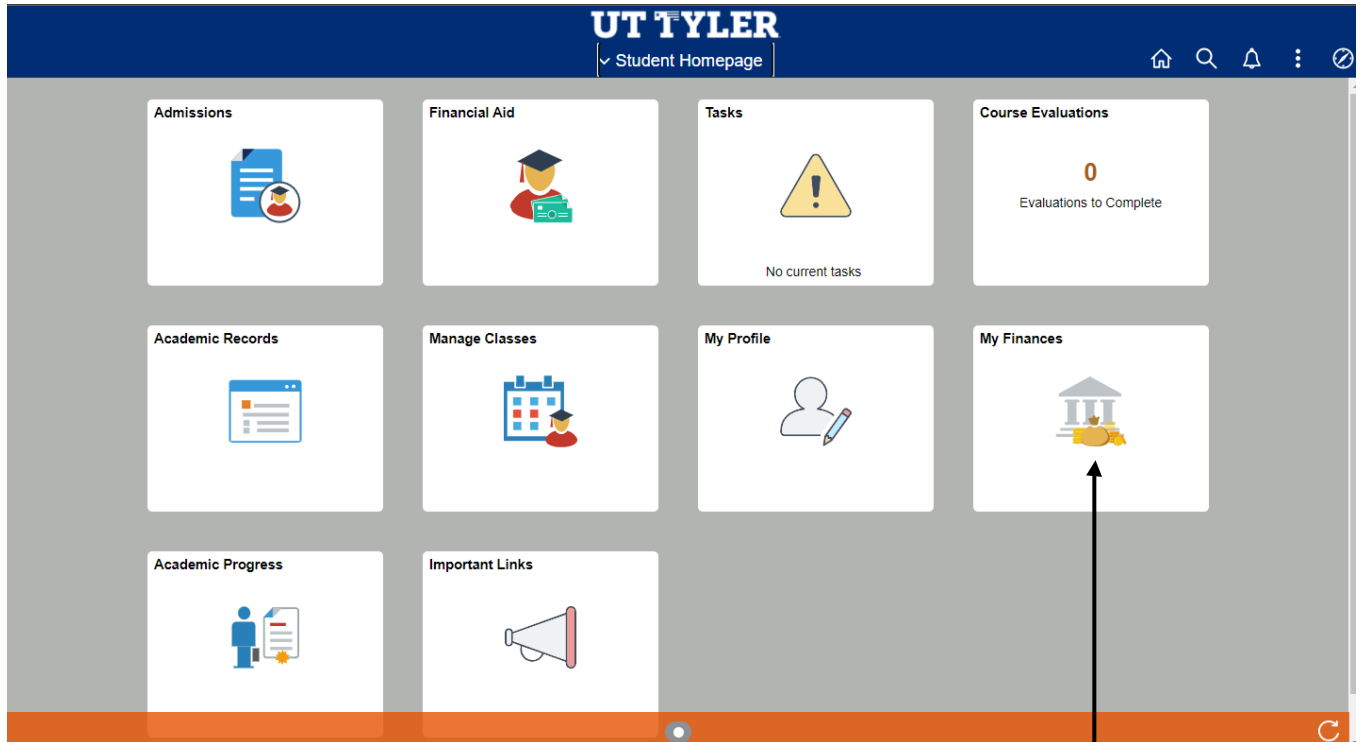 UT TYLER
Student Homepage
Admissions
Financial Aid
Tasks
Course Evaluations
0
Evaluations to Complete
No current tasks
Academic Records
Manage Classes
My Profile
My Finances
Academic Progress
Important Links